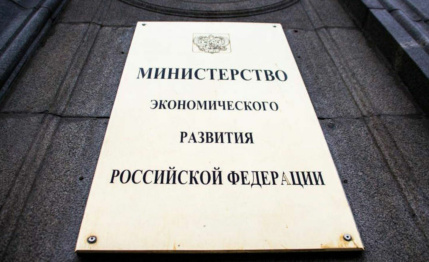 МИНИСТЕРСТВО
ЭКОНОМИЧЕСКОГО
РАЗВИТИЯ
РОССИЙСКОЙ ФЕДЕРАЦИИ